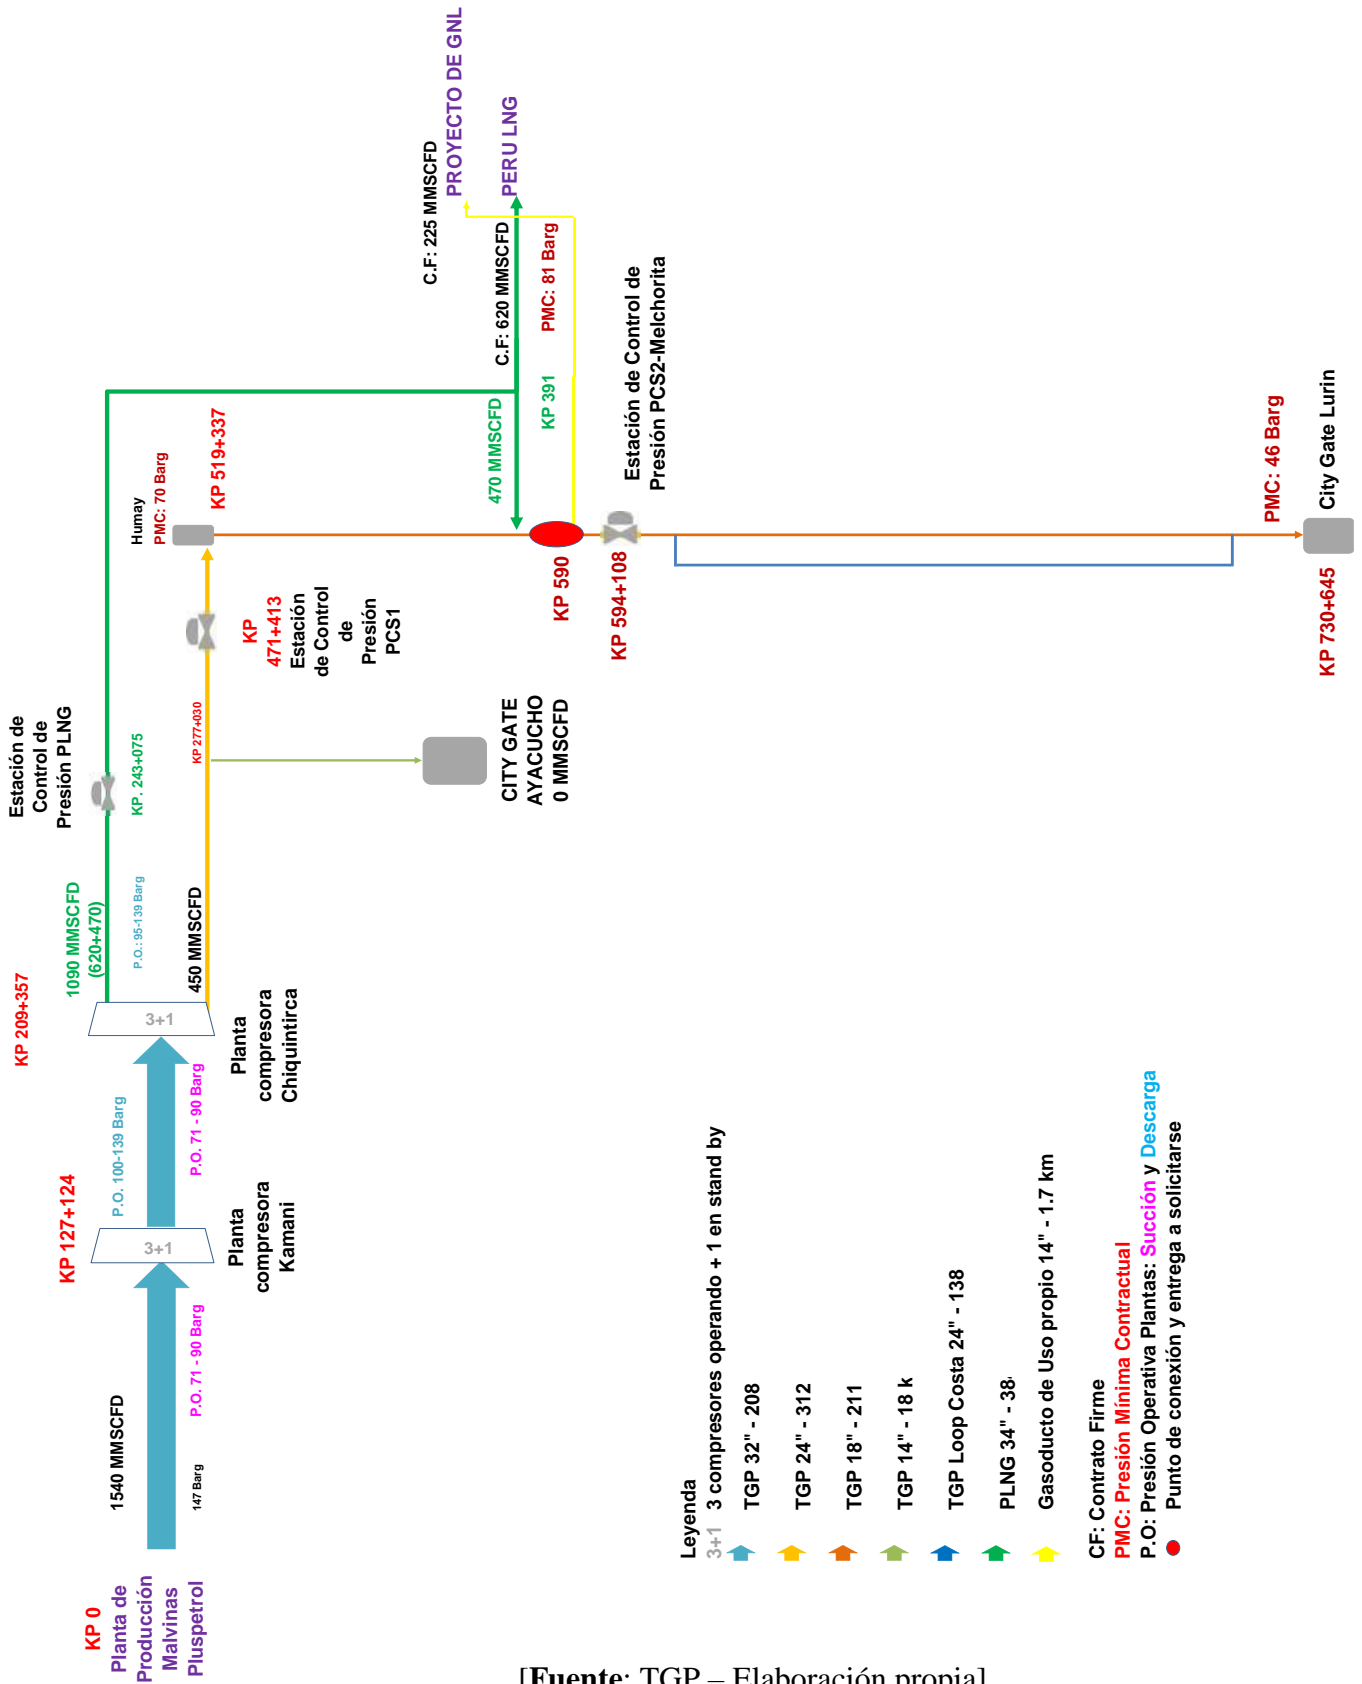 KP 0
Planta de
Producción
Malvinas
Pluspetrol
1540 MMSCFD
147 Barg
P.O. 71 - 90 Barg
KP 127+124
3+1
Planta
compresora
Kamani
P.O. 100-139 Barg
P.O. 71 - 90 Barg
KP 209+357
3+1
Planta
compresora
Chiquintirca
1090 MMSCFD
(620+470)
P.O.: 95-139 Barg
450 MMSCFD
Estación de
Control de
Presión PLNG
KP. 243+075
KP 277+030
CITY GATE
AYACUCHO
0 MMSCFD
KP
471+413
Estación
de Control
de
Presión
PCS1
Humay
PMC: 70 Barg
KP 519+337
470 MMSCFD
KP 391
C.F: 620 MMSCFD
PMC: 81 Barg
C.F: 225 MMSCFD
PROYECTO DE GNL
PERU LNG
KP 590
KP 594+108
Estación de Control de
Presión PCS2-Melchorita
PMC: 46 Barg
KP 730+645
City Gate Lurin
Leyenda
3+1 3 compresores operando + 1 en stand by
TGP 32" - 208
TGP 24" - 312
TGP 18" - 211
TGP 14" - 18 k
TGP Loop Costa 24" - 138
PLNG 34" - 38
Gasoducto de Uso propio 14" - 1.7 km
CF: Contrato Firme
PMC: Presión Mínima Contractual
P.O: Presión Operativa Plantas: Succión y Descarga
Punto de conexión y entrega a solicitarse
[Fuente: TGP – Elaboración propia]